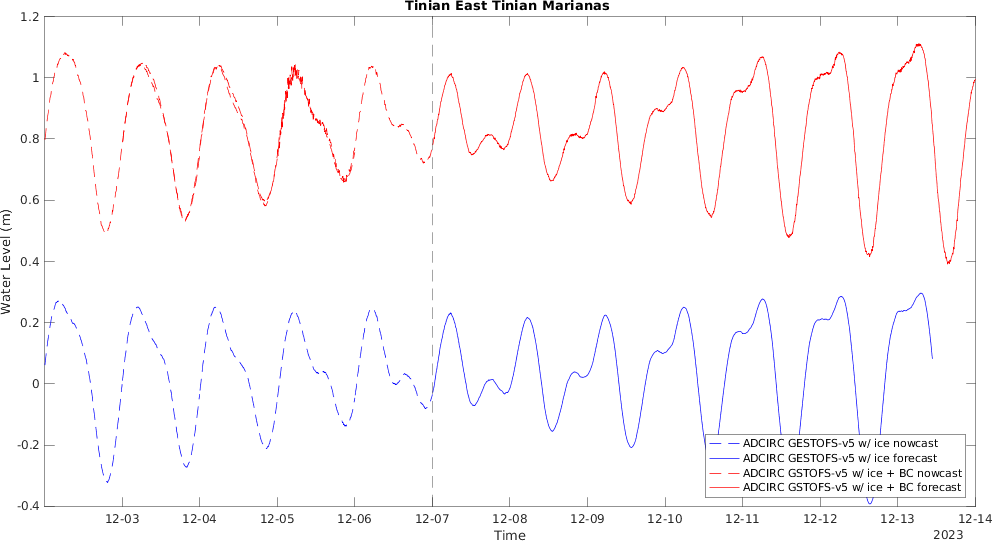 Tinian East Tinian Marianas
1.2
1
0.8
0.6
0.4
0.2
0
-0.2
-0.4
Water Level (m)
ADCIRC GESTOFS-v5 w/ ice nowcast
ADCIRC GESTOFS-v5 w/ ice forecast
ADCIRC GSTOFS-v5 w/ ice + BC nowcast
ADCIRC GSTOFS-v5 w/ ice + BC forecast
12-03 12-04 12-05 12-06 12-07 12-08 12-09 12-10 12-11 12-12 12-13 12-14
Time
2023